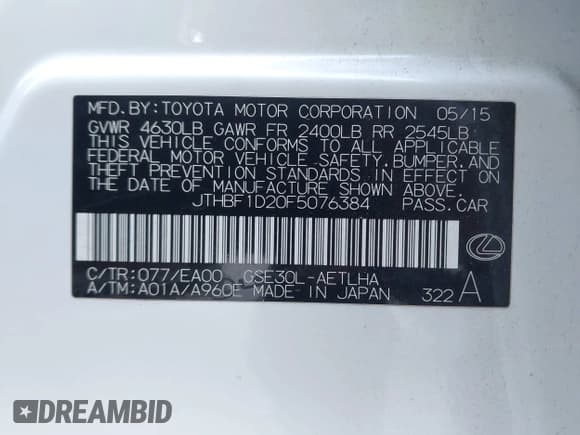 MFD.BY:TOYOTA MOTOR CORPORATION 05/15
GVWR 4630LB GAWR FR 2400LB RR 2545LB
THIS VEHICLE CONFORMS TO ALL APPLICABLE
FEDERAL MOTOR VEHICLE SAFETY,BUMPER,AND
THEFT PREVENTION STANDARDS IN EFFECT ON
THE DATE OF MANUFACTURE SHOWN ABOVE.
JTHBF1D20F5076384 PASS.CAR
C/TR:077/EA00 GSE30L-AETLHA
A/TM:A01A/A960E MADE IN JAPAN 322 A
DREAMBID